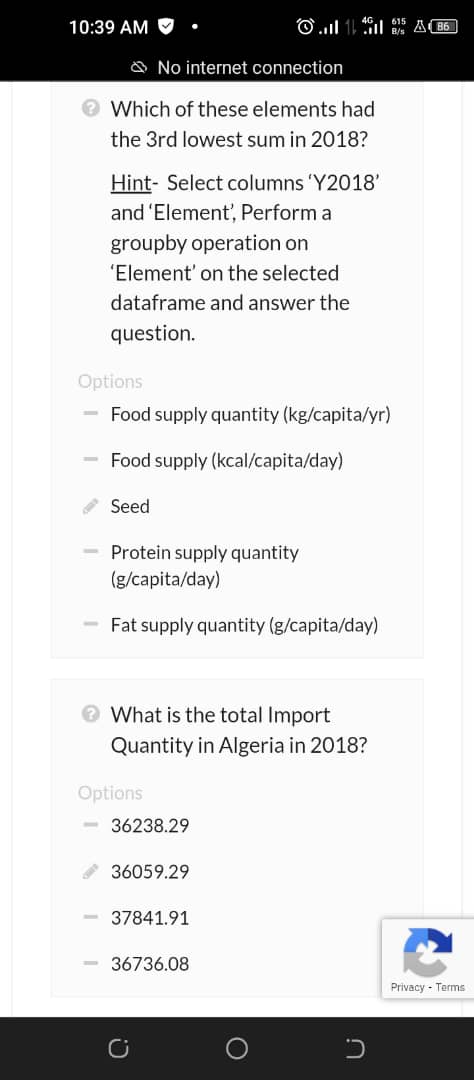 10:39 AM
4G 615 B/s 86
No internet connection
Which of these elements had
the 3rd lowest sum in 2018?
Hint- Select columns ‘Y2018’
and ‘Element’, Perform a
groupby operation on
‘Element’ on the selected
dataframe and answer the
question.
Options
Food supply quantity (kg/capita/yr)
Food supply (kcal/capita/day)
Seed
Protein supply quantity
(g/capita/day)
Fat supply quantity (g/capita/day)
What is the total Import
Quantity in Algeria in 2018?
Options
36238.29
36059.29
37841.91
36736.08
Privacy - Terms